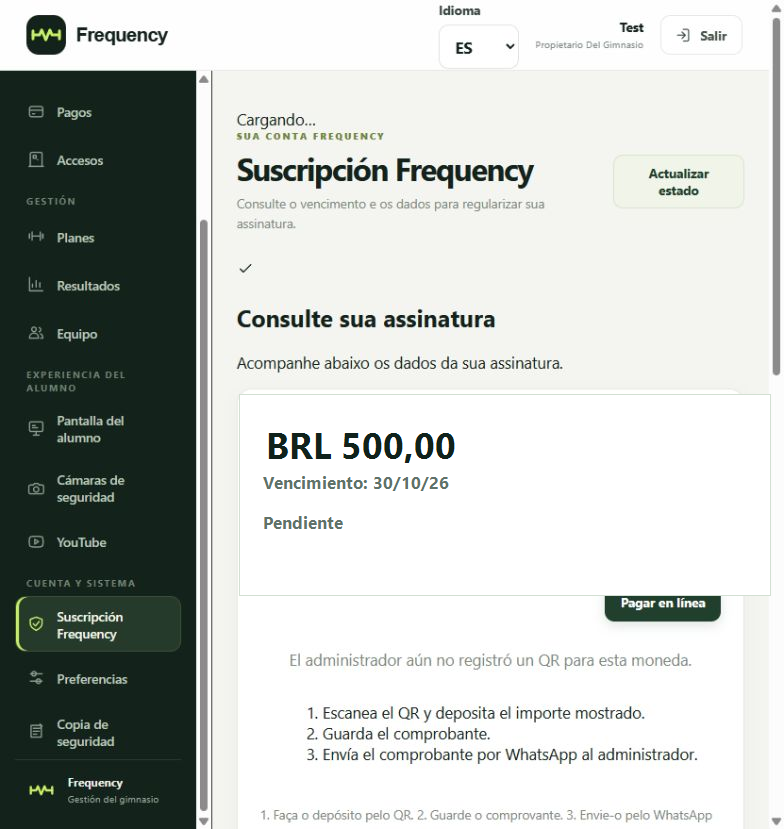 Idioma
Frequency
ES
Test
Propietario Del Gimnasio
Salir
Pagos
Accesos
GESTIÓN
Planes
Resultados
Equipo
EXPERIENCIA DEL
ALUMNO
Pantalla del
alumno
Cámaras de
seguridad
YouTube
CUENTA Y SISTEMA
Suscripción
Frequency
Preferencias
Copia de
seguridad
Frequency
Gestión del gimnasio
Cargando...
SUA CONTA FREQUENCY
Suscripción Frequency
Consulte o vencimento e os dados para regularizar sua
assinatura.
Actualizar
estado
Consulte sua assinatura
Acompanhe abaixo os dados da sua assinatura.
BRL 500,00
Vencimiento: 30/10/26
Pendiente
Pagar en línea
El administrador aún no registró un QR para esta moneda.
1. Escanea el QR y deposita el importe mostrado.
2. Guarda el comprobante.
3. Envía el comprobante por WhatsApp al administrador.
1. Faça o depósito pelo QR. 2. Guarde o comprovante. 3. Envie-o pelo WhatsApp